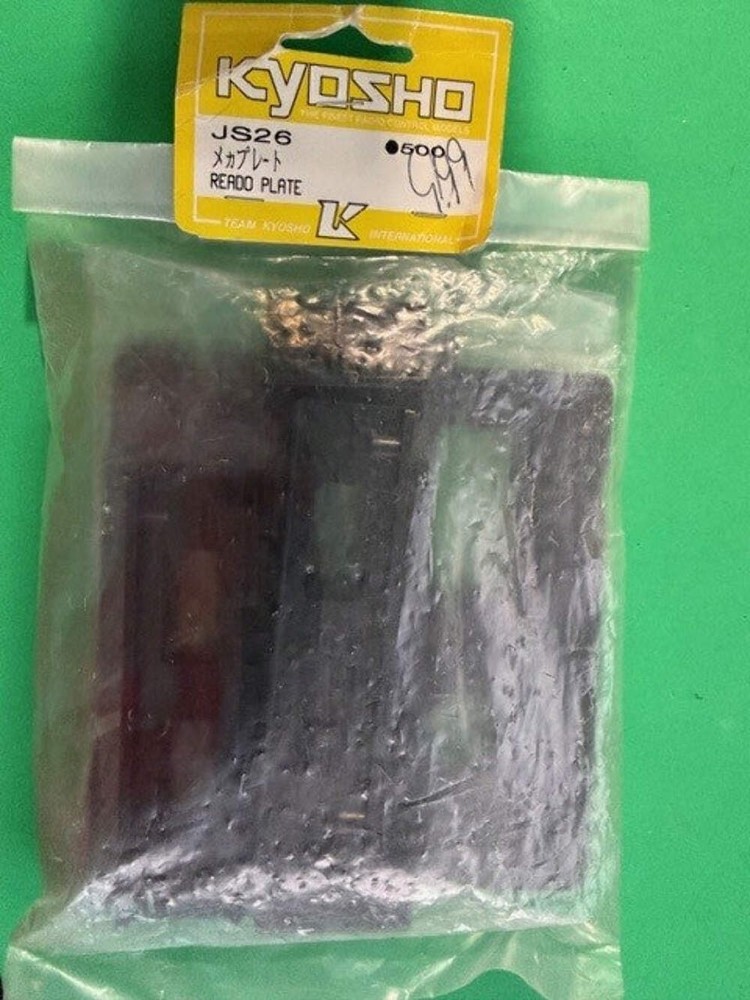 KYOSHO
THE FINEST RADIO CONTROL MODELS
JS26
メカプレート ●500
READO PLATE
TEAM KYOSHO K INTERNATIONAL